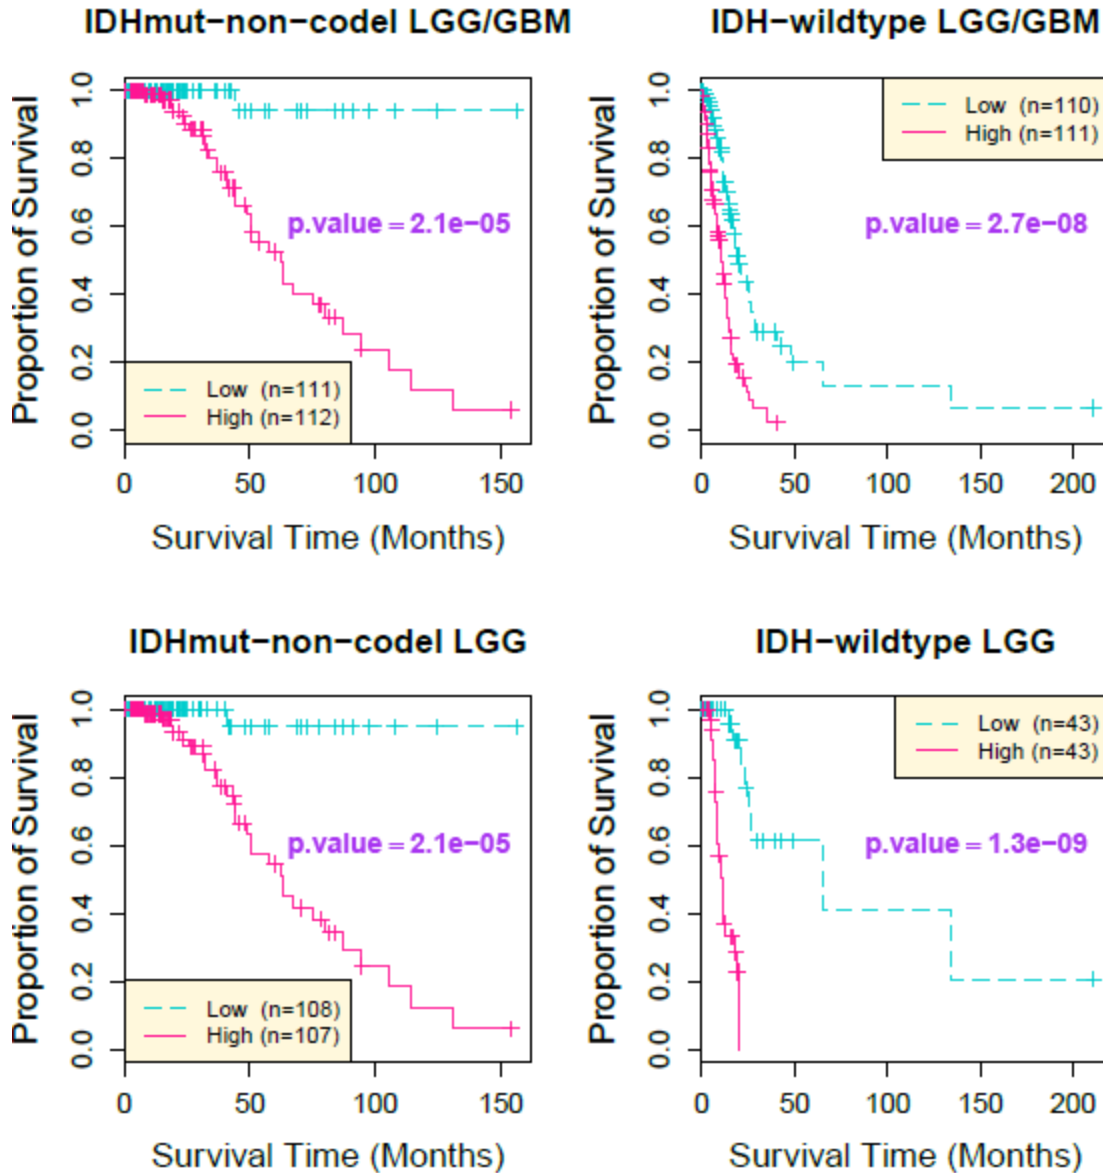 IDHmut−non−codel LGG/GBM
Proportion of Survival
1.0
0.8
0.6
0.4
0.2
0.0
p.value = 2.1e−05
Low (n=111)
High (n=112)
0 50 100 150
Survival Time (Months)
IDH−wildtype LGG/GBM
Proportion of Survival
1.0
0.8
0.6
0.4
0.2
0.0
Low (n=110)
High (n=111)
p.value = 2.7e−08
0 50 100 150 200
Survival Time (Months)
IDHmut−non−codel LGG
Proportion of Survival
1.0
0.8
0.6
0.4
0.2
0.0
p.value = 2.1e−05
Low (n=108)
High (n=107)
0 50 100 150
Survival Time (Months)
IDH−wildtype LGG
Proportion of Survival
1.0
0.8
0.6
0.4
0.2
0.0
Low (n=43)
High (n=43)
p.value = 1.3e−09
0 50 100 150 200
Survival Time (Months)